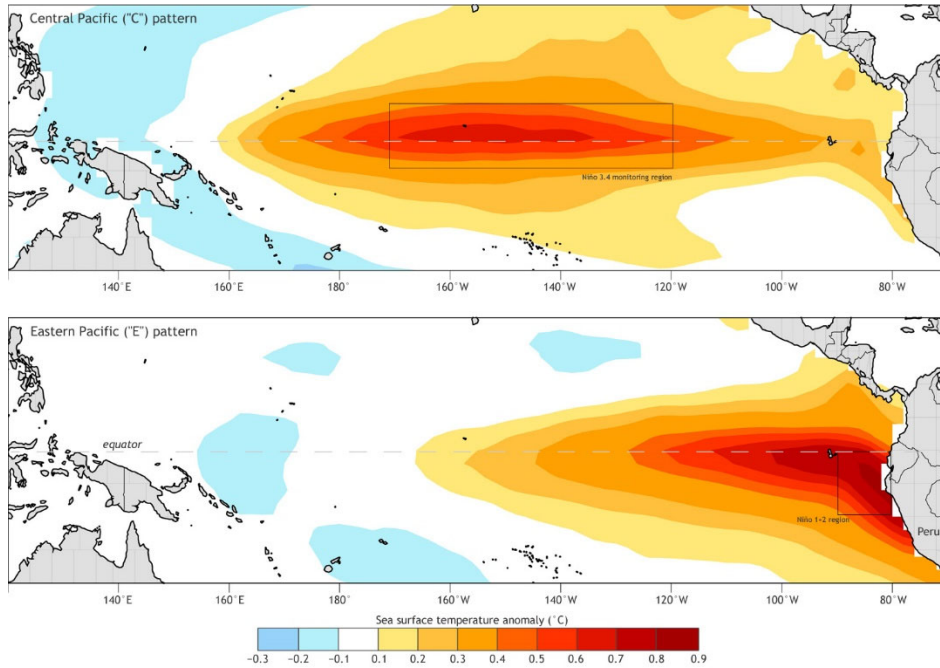 Central Pacific ("C") pattern
Niño 3.4 monitoring region
140°E 160° 180° 160° 140° 120° 100°W 80°W
Eastern Pacific ("E") pattern
equator
Niño 1+2 region
Peru
140°E 160° 180° 160° 140° 120° 100°W 80°W
Sea surface temperature anomaly (°C)
-0.3 -0.2 -0.1 0.1 0.2 0.3 0.4 0.5 0.6 0.7 0.8 0.9